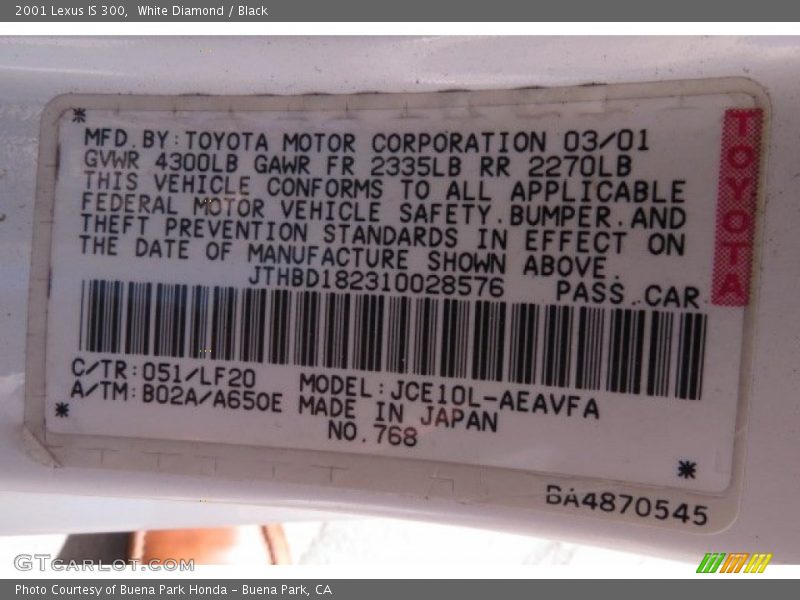 2001 Lexus IS 300, White Diamond / Black
* MFD.BY:TOYOTA MOTOR CORPORATION 03/01
GVWR 4300LB GAWR FR 2335LB RR 2270LB
THIS VEHICLE CONFORMS TO ALL APPLICABLE
FEDERAL MOTOR VEHICLE SAFETY.BUMPER.AND
THEFT PREVENTION STANDARDS IN EFFECT ON
THE DATE OF MANUFACTURE SHOWN ABOVE.
JTHBD182310028576 PASS.CAR
TOYOTA
C/TR:051/LF20 MODEL:JCE10L-AEAVFA
A/TM:B02A/A650E MADE IN JAPAN
* NO.768 *
BA4870545
GTCARLOT.COM
Photo Courtesy of Buena Park Honda - Buena Park, CA